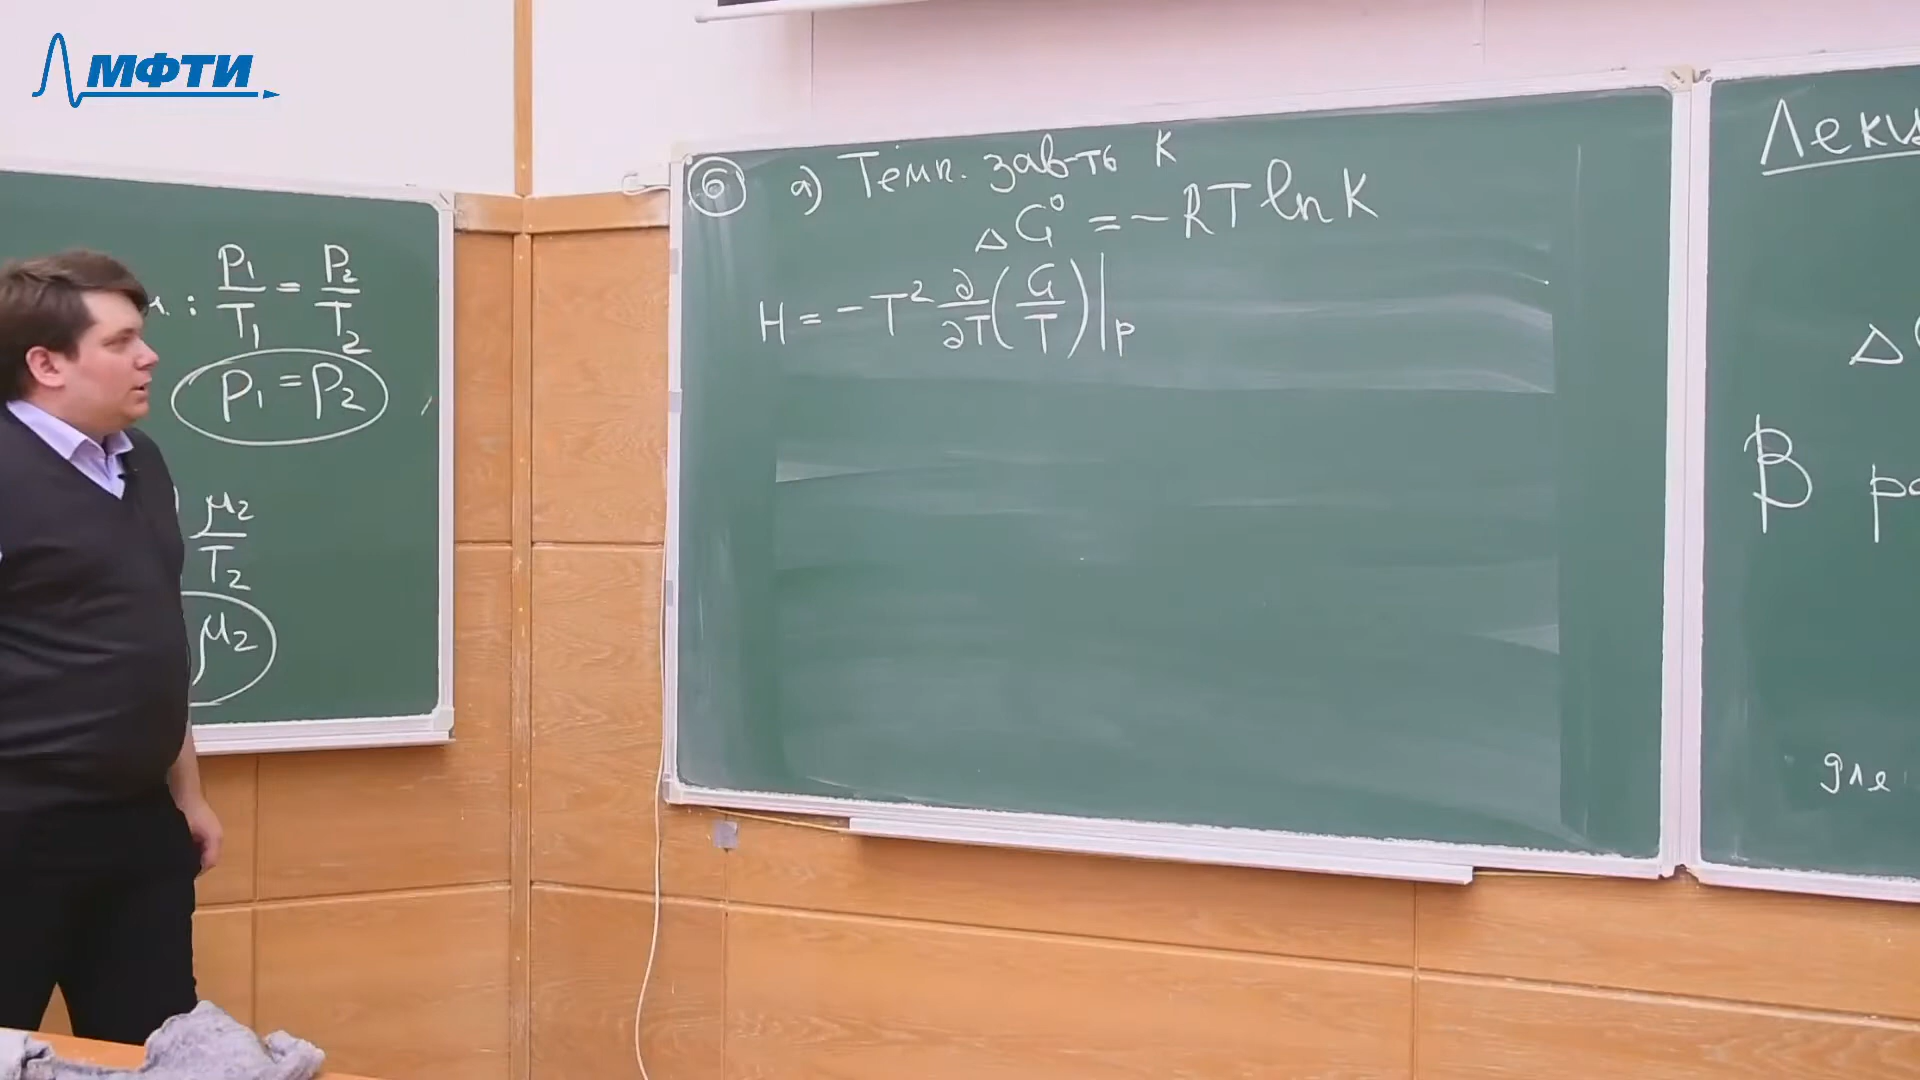 МФТИ
: P₁/T₁ = P₂/T₂
P₁ = P₂
μ₂/T₂
μ₂
⑥ а) Темп. зав-ть K
ΔG° = -RT ln K
H = -T² ∂/∂T (G/T)|p
Лекц
Δ
В
для